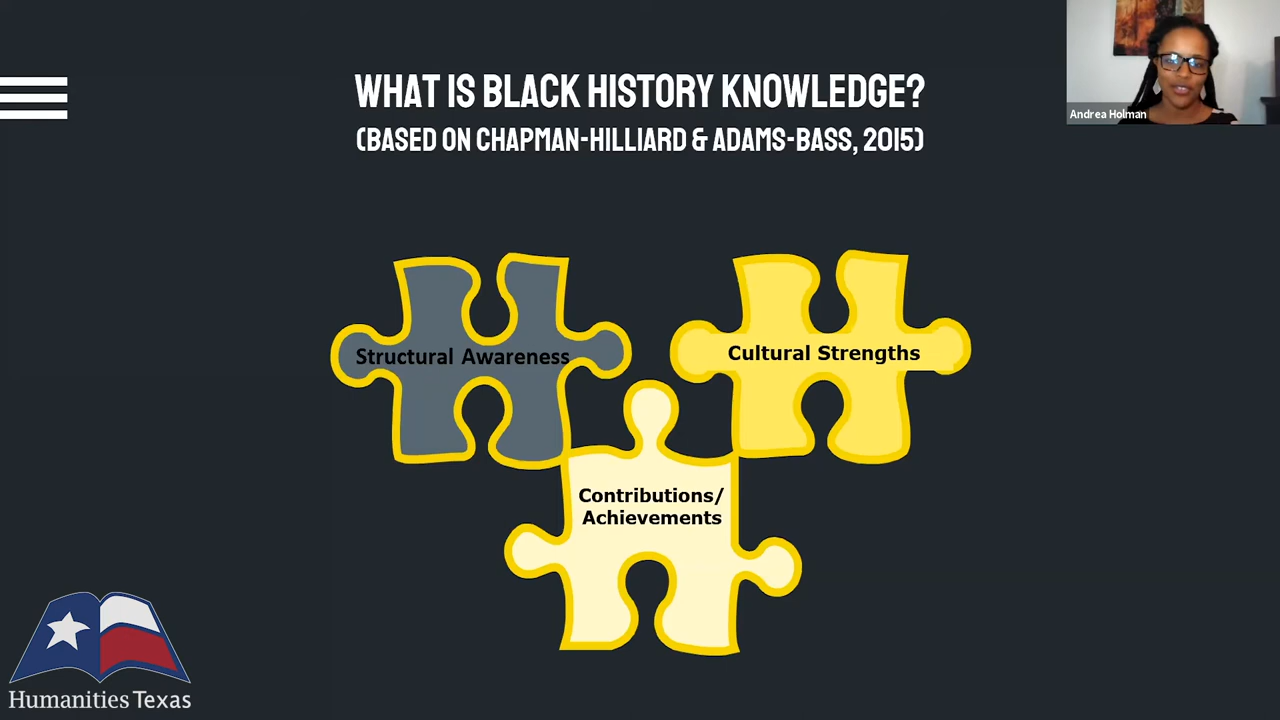 WHAT IS BLACK HISTORY KNOWLEDGE?
(BASED ON CHAPMAN-HILLIARD & ADAMS-BASS, 2015)
Andrea Holman
Structural Awareness
Cultural Strengths
Contributions/
Achievements
Humanities Texas